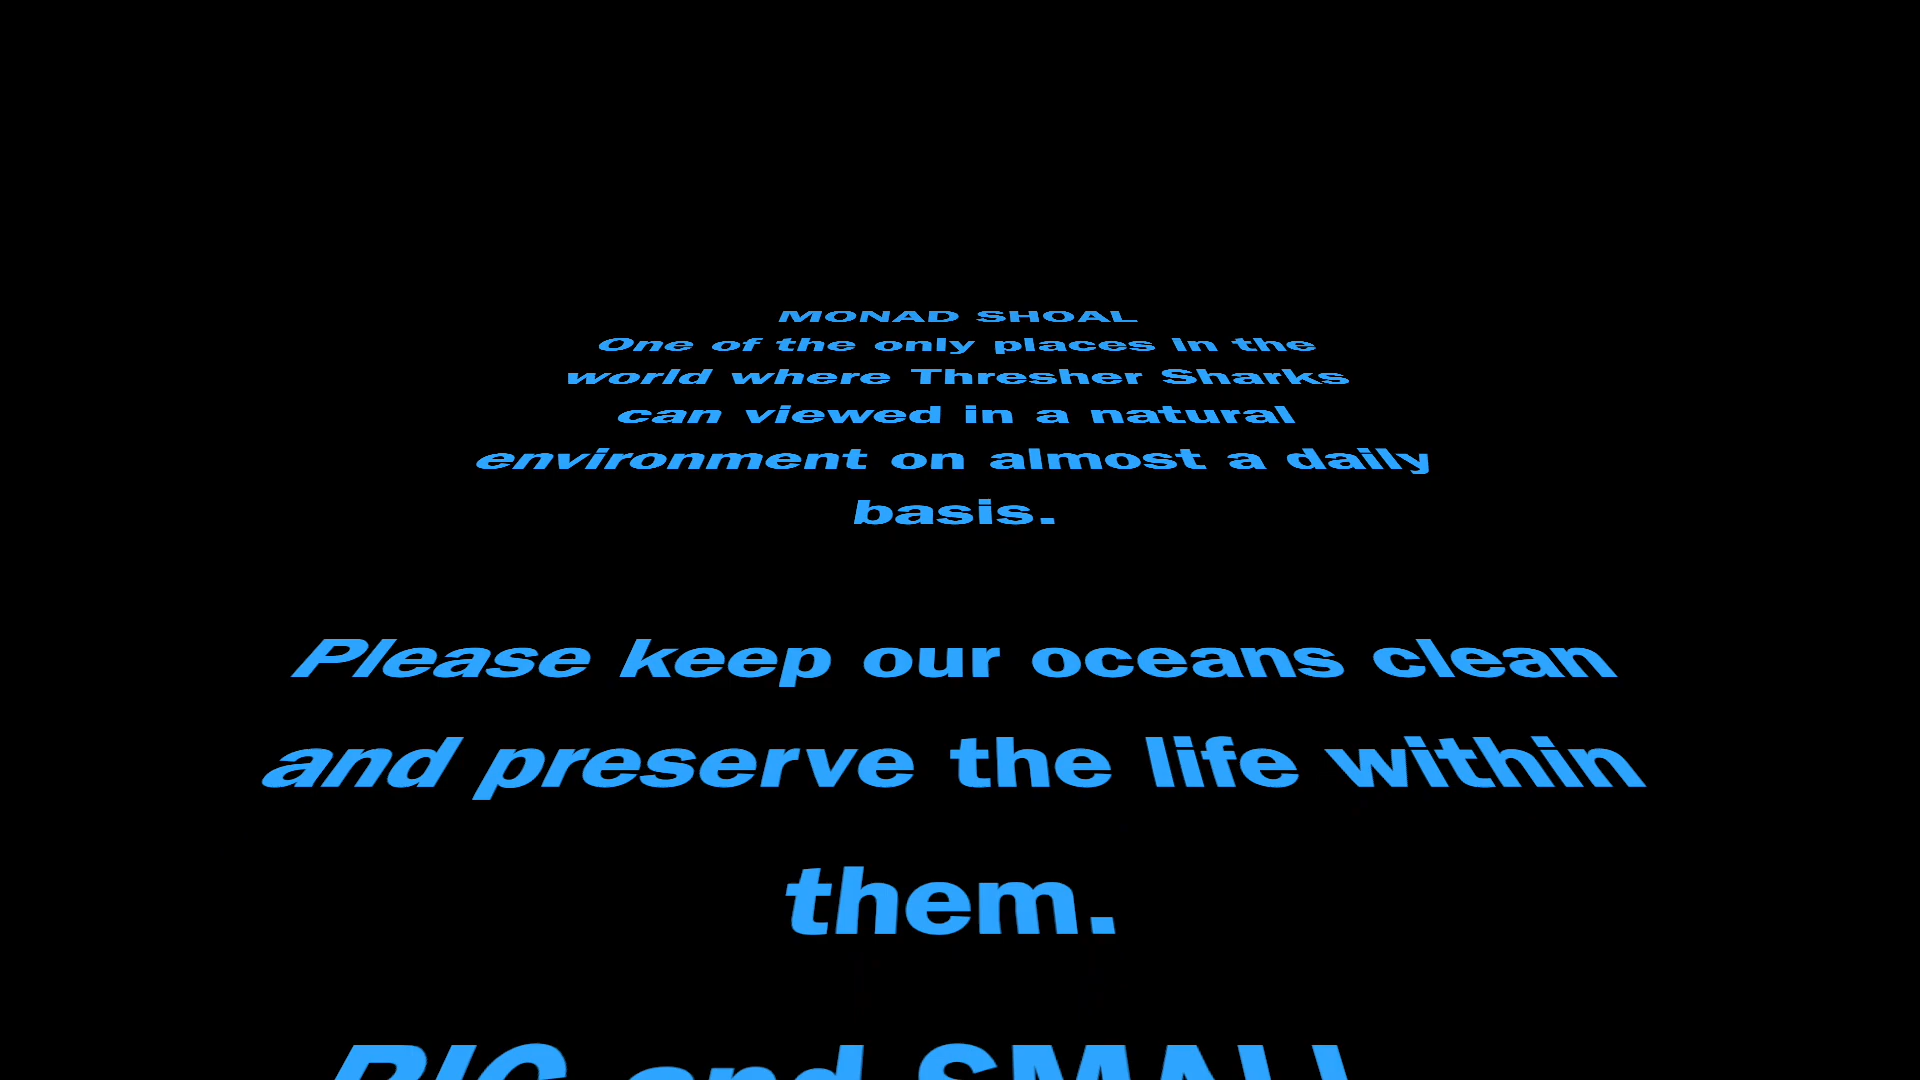 MONAD SHOAL
One of the only places in the
world where Thresher Sharks
can viewed in a natural
environment on almost a daily
basis.
Please keep our oceans clean
and preserve the life within
them.
BIG and SMALL